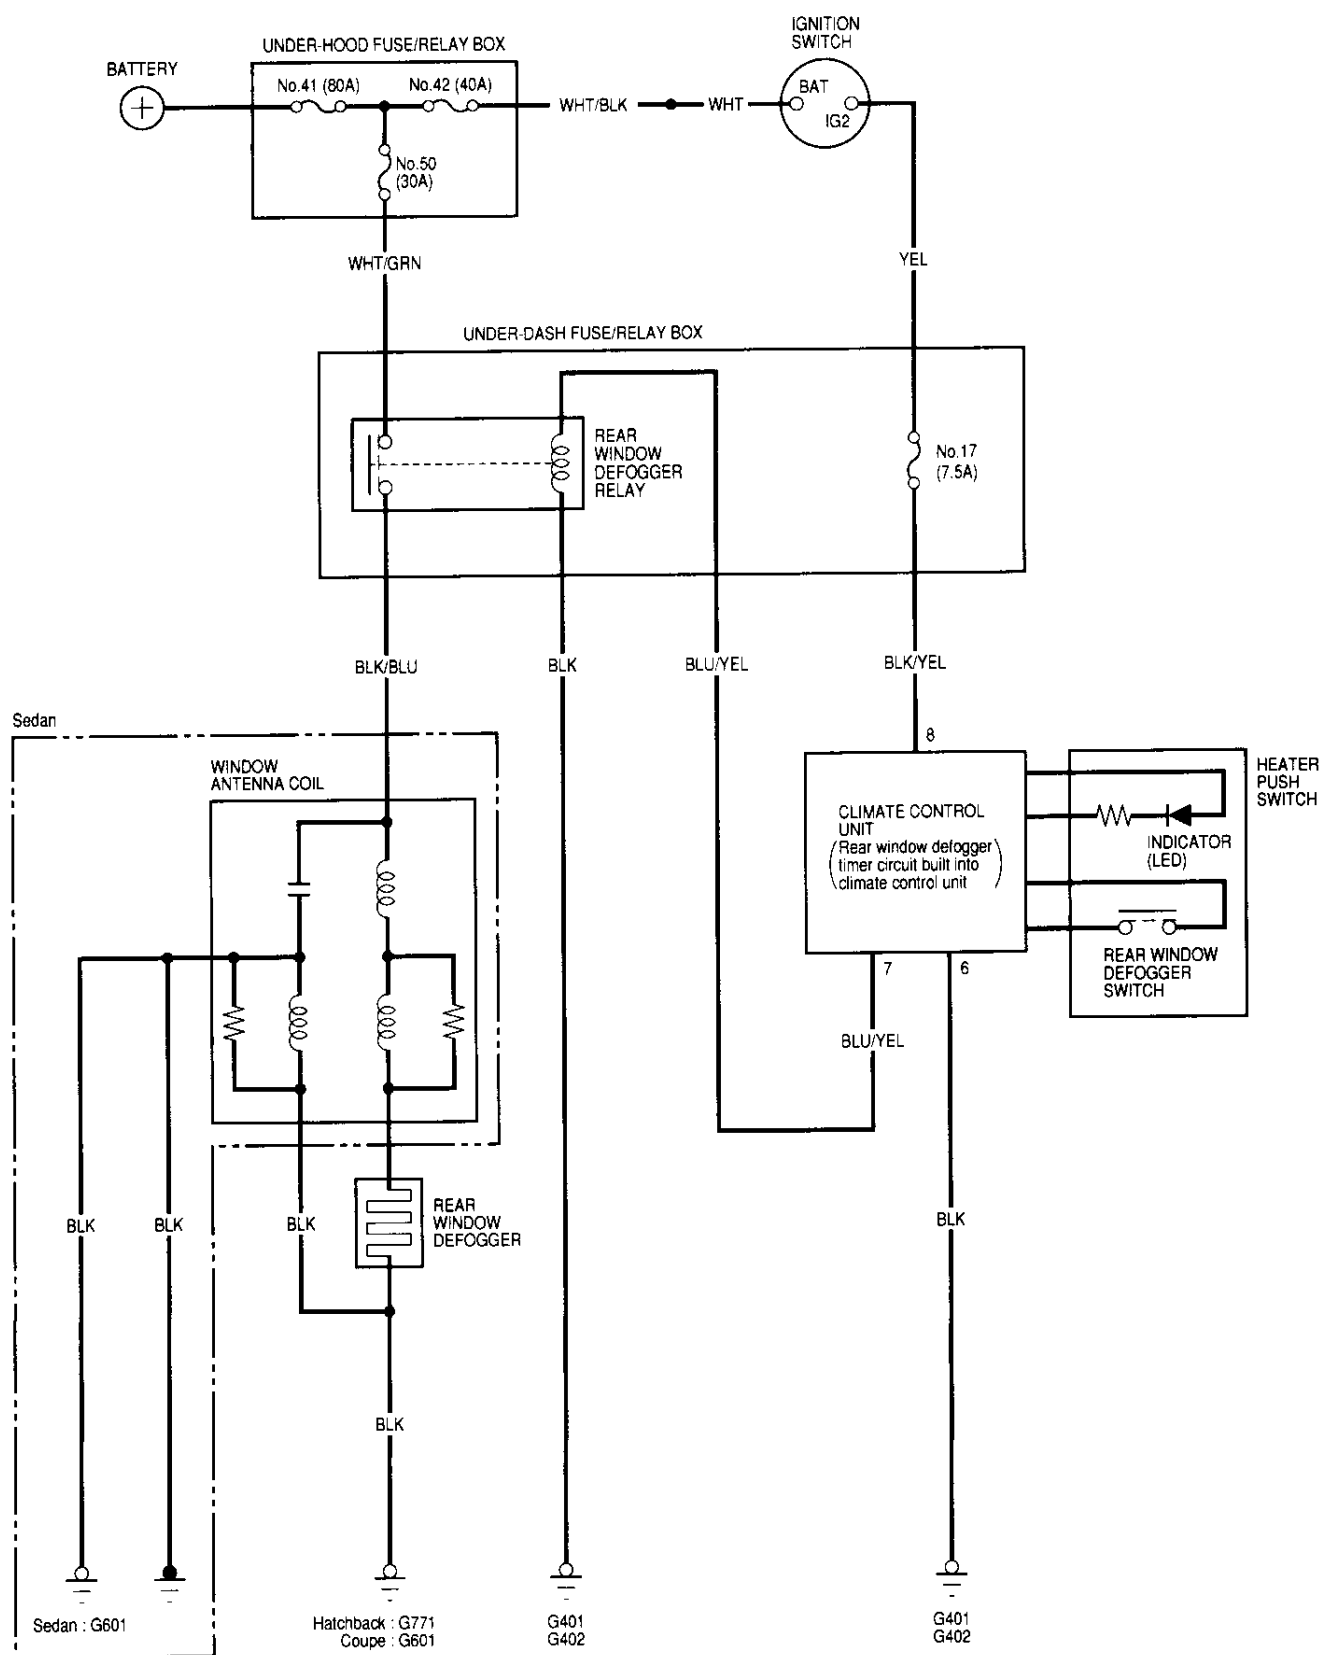 IGNITION
SWITCH
UNDER-HOOD FUSE/RELAY BOX
BATTERY
No.41 (80A)
No.42 (40A)
BAT
WHT/BLK
WHT
IG2
No.50
(30A)
WHT/GRN
YEL
UNDER-DASH FUSE/RELAY BOX
REAR
WINDOW
DEFOGGER
RELAY
No.17
(7.5A)
BLK/BLU
BLK
BLU/YEL
BLK/YEL
Sedan
8
WINDOW
ANTENNA COIL
HEATER
PUSH
SWITCH
CLIMATE CONTROL
UNIT
(Rear window defogger
timer circuit built into
climate control unit)
INDICATOR
(LED)
REAR WINDOW
DEFOGGER
SWITCH
7
6
BLU/YEL
REAR
WINDOW
DEFOGGER
BLK
BLK
BLK
BLK
BLK
Sedan : G601
Hatchback : G771
Coupe : G601
G401
G402
G401
G402